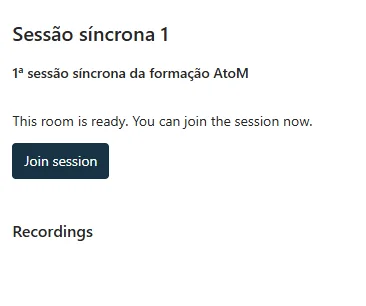 Sessão síncrona 1
1ª sessão síncrona da formação AtoM
This room is ready. You can join the session now.
Join session
Recordings